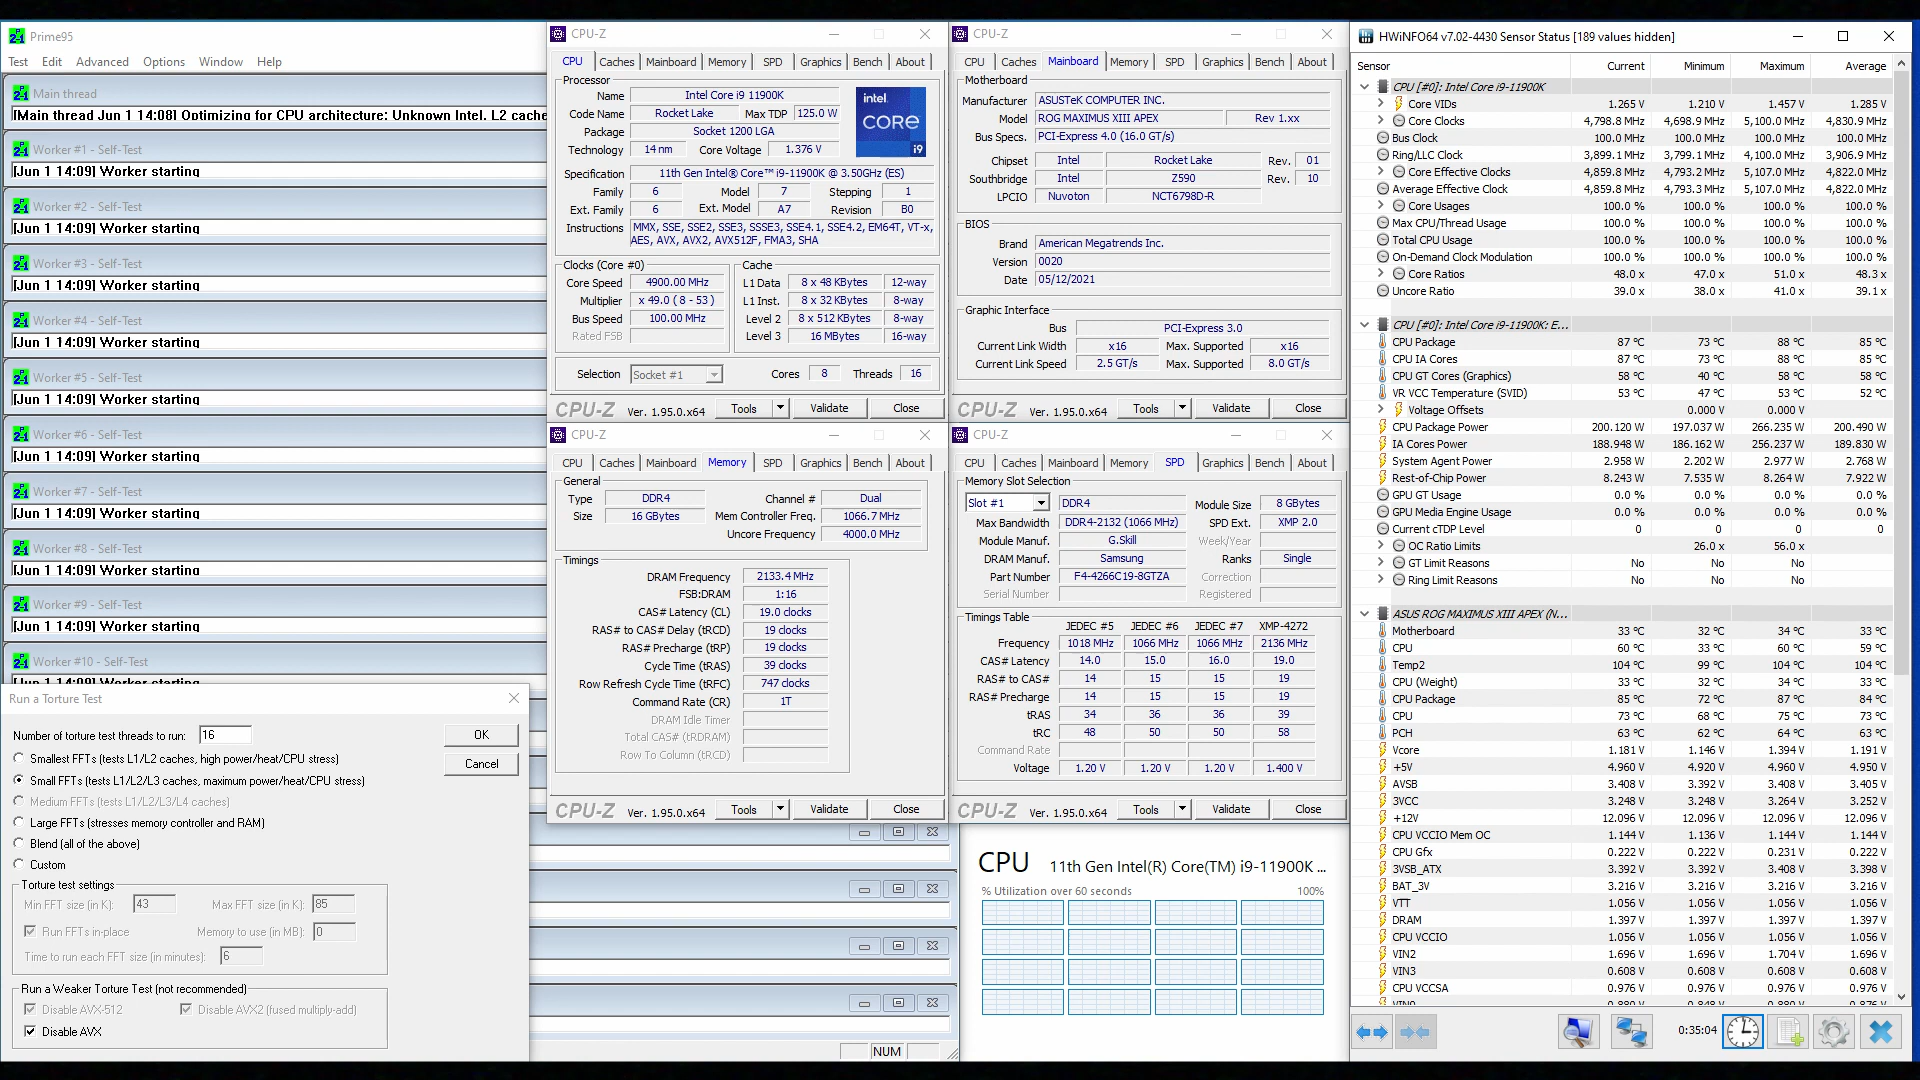 Prime95
Test Edit Advanced Options Window Help
Main thread
[Main thread Jun 1 14:08] Optimizing for CPU architecture: Unknown Intel. L2 cache
Worker #1 - Self-Test
[Jun 1 14:09] Worker starting
Worker #2 - Self-Test
[Jun 1 14:09] Worker starting
Worker #3 - Self-Test
[Jun 1 14:09] Worker starting
Worker #4 - Self-Test
[Jun 1 14:09] Worker starting
Worker #5 - Self-Test
[Jun 1 14:09] Worker starting
Worker #6 - Self-Test
[Jun 1 14:09] Worker starting
Worker #7 - Self-Test
[Jun 1 14:09] Worker starting
Worker #8 - Self-Test
[Jun 1 14:09] Worker starting
Worker #9 - Self-Test
[Jun 1 14:09] Worker starting
Worker #10 - Self-Test
[Jun 1 14:09] Worker starting
Run a Torture Test
Number of torture test threads to run: 16 OK
Smallest FFTs (tests L1/L2 caches, high power/heat/CPU stress) Cancel
Small FFTs (tests L1/L2/L3 caches, maximum power/heat/CPU stress)
Medium FFTs (tests L1/L2/L3/L4 caches)
Large FFTs (stresses memory controller and RAM)
Blend (all of the above)
Custom
Torture test settings
Min FFT size (in K): 43 Max FFT size (in K): 85
Run FFTs in-place Memory to use (in MB): 0
Time to run each FFT size (in minutes): 6
Run a Weaker Torture Test (not recommended)
Disable AVX-512 Disable AVX2 (fused multiply-add)
Disable AVX
NUM
CPU-Z
CPU Caches Mainboard Memory SPD Graphics Bench About
Processor
Name Intel Core i9 11900K
Code Name Rocket Lake Max TDP 125.0 W
Package Socket 1200 LGA
Technology 14 nm Core Voltage 1.376 V
intel. CORE i9
Specification 11th Gen Intel® Core™ i9-11900K @ 3.50GHz (ES)
Family 6 Model 7 Stepping 1
Ext. Family 6 Ext. Model A7 Revision B0
Instructions MMX, SSE, SSE2, SSE3, SSSE3, SSE4.1, SSE4.2, EM64T, VT-x,
AES, AVX, AVX2, AVX512F, FMA3, SHA
Clocks (Core #0)
Core Speed 4900.00 MHz
Multiplier x 49.0 ( 8 - 53 )
Bus Speed 100.00 MHz
Rated FSB
Cache
L1 Data 8 x 48 KBytes 12-way
L1 Inst. 8 x 32 KBytes 8-way
Level 2 8 x 512 KBytes 8-way
Level 3 16 MBytes 16-way
Selection Socket #1 Cores 8 Threads 16
CPU-Z Ver. 1.95.0.x64 Tools Validate Close
CPU-Z
CPU Caches Mainboard Memory SPD Graphics Bench About
Motherboard
Manufacturer ASUSTeK COMPUTER INC.
Model ROG MAXIMUS XIII APEX Rev 1.xx
Bus Specs. PCI-Express 4.0 (16.0 GT/s)
Chipset Intel Rocket Lake Rev. 01
Southbridge Intel Z590 Rev. 10
LPCIO Nuvoton NCT6798D-R
BIOS
Brand American Megatrends Inc.
Version 0020
Date 05/12/2021
Graphic Interface
Bus PCI-Express 3.0
Current Link Width x16 Max. Supported x16
Current Link Speed 2.5 GT/s Max. Supported 8.0 GT/s
CPU-Z Ver. 1.95.0.x64 Tools Validate Close
CPU-Z
CPU Caches Mainboard Memory SPD Graphics Bench About
General
Type DDR4 Channel # Dual
Size 16 GBytes Mem Controller Freq. 1066.7 MHz
Uncore Frequency 4000.0 MHz
Timings
DRAM Frequency 2133.4 MHz
FSB:DRAM 1:16
CAS# Latency (CL) 19.0 clocks
RAS# to CAS# Delay (tRCD) 19 clocks
RAS# Precharge (tRP) 19 clocks
Cycle Time (tRAS) 39 clocks
Row Refresh Cycle Time (tRFC) 747 clocks
Command Rate (CR) 1T
DRAM Idle Timer
Total CAS# (tRDRAM)
Row To Column (tRCD)
CPU-Z Ver. 1.95.0.x64 Tools Validate Close
CPU-Z
CPU Caches Mainboard Memory SPD Graphics Bench About
Memory Slot Selection
Slot #1 DDR4 Module Size 8 GBytes
Max Bandwidth DDR4-2132 (1066 MHz) SPD Ext. XMP 2.0
Module Manuf. G.Skill Week/Year
DRAM Manuf. Samsung Ranks Single
Part Number F4-4266C19-8GTZA Correction
Serial Number Registered
Timings Table
JEDEC #5 JEDEC #6 JEDEC #7 XMP-4272
Frequency 1018 MHz 1066 MHz 1066 MHz 2136 MHz
CAS# Latency 14.0 15.0 16.0 19.0
RAS# to CAS# 14 15 15 19
RAS# Precharge 14 15 15 19
tRAS 34 36 36 39
tRC 48 50 50 58
Command Rate
Voltage 1.20 V 1.20 V 1.20 V 1.400 V
CPU-Z Ver. 1.95.0.x64 Tools Validate Close
CPU 11th Gen Intel(R) Core(TM) i9-11900K ...
% Utilization over 60 seconds 100%
HWiNFO64 v7.02-4430 Sensor Status [189 values hidden]
Sensor Current Minimum Maximum Average
CPU [#0]: Intel Core i9-11900K
Core VIDs 1.265 V 1.210 V 1.457 V 1.285 V
Core Clocks 4,798.8 MHz 4,698.9 MHz 5,100.0 MHz 4,830.9 MHz
Bus Clock 100.0 MHz 100.0 MHz 100.0 MHz 100.0 MHz
Ring/LLC Clock 3,899.1 MHz 3,799.1 MHz 4,100.0 MHz 3,906.9 MHz
Core Effective Clocks 4,859.8 MHz 4,793.2 MHz 5,107.0 MHz 4,822.0 MHz
Average Effective Clock 4,859.8 MHz 4,793.3 MHz 5,107.0 MHz 4,822.0 MHz
Core Usages 100.0 % 100.0 % 100.0 % 100.0 %
Max CPU/Thread Usage 100.0 % 100.0 % 100.0 % 100.0 %
Total CPU Usage 100.0 % 100.0 % 100.0 % 100.0 %
On-Demand Clock Modulation 100.0 % 100.0 % 100.0 % 100.0 %
Core Ratios 48.0 x 47.0 x 51.0 x 48.3 x
Uncore Ratio 39.0 x 38.0 x 41.0 x 39.1 x
CPU [#0]: Intel Core i9-11900K: E...
CPU Package 87 °C 73 °C 88 °C 85 °C
CPU IA Cores 87 °C 73 °C 88 °C 85 °C
CPU GT Cores (Graphics) 58 °C 40 °C 58 °C 58 °C
VR VCC Temperature (SVID) 53 °C 47 °C 53 °C 52 °C
Voltage Offsets 0.000 V 0.000 V
CPU Package Power 200.120 W 197.037 W 266.235 W 200.490 W
IA Cores Power 188.948 W 186.162 W 256.237 W 189.830 W
System Agent Power 2.958 W 2.202 W 2.977 W 2.768 W
Rest-of-Chip Power 8.243 W 7.535 W 8.264 W 7.922 W
GPU GT Usage 0.0 % 0.0 % 0.0 % 0.0 %
GPU Media Engine Usage 0.0 % 0.0 % 0.0 % 0.0 %
Current cTDP Level 0 0 0 0
OC Ratio Limits 26.0 x 56.0 x
GT Limit Reasons No No No
Ring Limit Reasons No No No
ASUS ROG MAXIMUS XIII APEX (N...
Motherboard 33 °C 32 °C 34 °C 33 °C
CPU 60 °C 33 °C 60 °C 59 °C
Temp2 104 °C 99 °C 104 °C 104 °C
CPU (Weight) 33 °C 32 °C 34 °C 33 °C
CPU Package 85 °C 72 °C 87 °C 84 °C
CPU 73 °C 68 °C 75 °C 73 °C
PCH 63 °C 62 °C 64 °C 63 °C
Vcore 1.181 V 1.146 V 1.394 V 1.191 V
+5V 4.960 V 4.920 V 4.960 V 4.950 V
AVSB 3.408 V 3.392 V 3.408 V 3.405 V
3VCC 3.248 V 3.248 V 3.264 V 3.252 V
+12V 12.096 V 12.096 V 12.096 V 12.096 V
CPU VCCIO Mem OC 1.144 V 1.136 V 1.144 V 1.144 V
CPU Gfx 0.222 V 0.222 V 0.231 V 0.222 V
3VSB_ATX 3.392 V 3.392 V 3.408 V 3.398 V
BAT_3V 3.216 V 3.216 V 3.216 V 3.216 V
VTT 1.056 V 1.056 V 1.056 V 1.056 V
DRAM 1.397 V 1.397 V 1.397 V 1.397 V
CPU VCCIO 1.056 V 1.056 V 1.056 V 1.056 V
VIN2 1.696 V 1.696 V 1.704 V 1.696 V
VIN3 0.608 V 0.608 V 0.608 V 0.608 V
CPU VCCSA 0.976 V 0.976 V 0.976 V 0.976 V
0:35:04